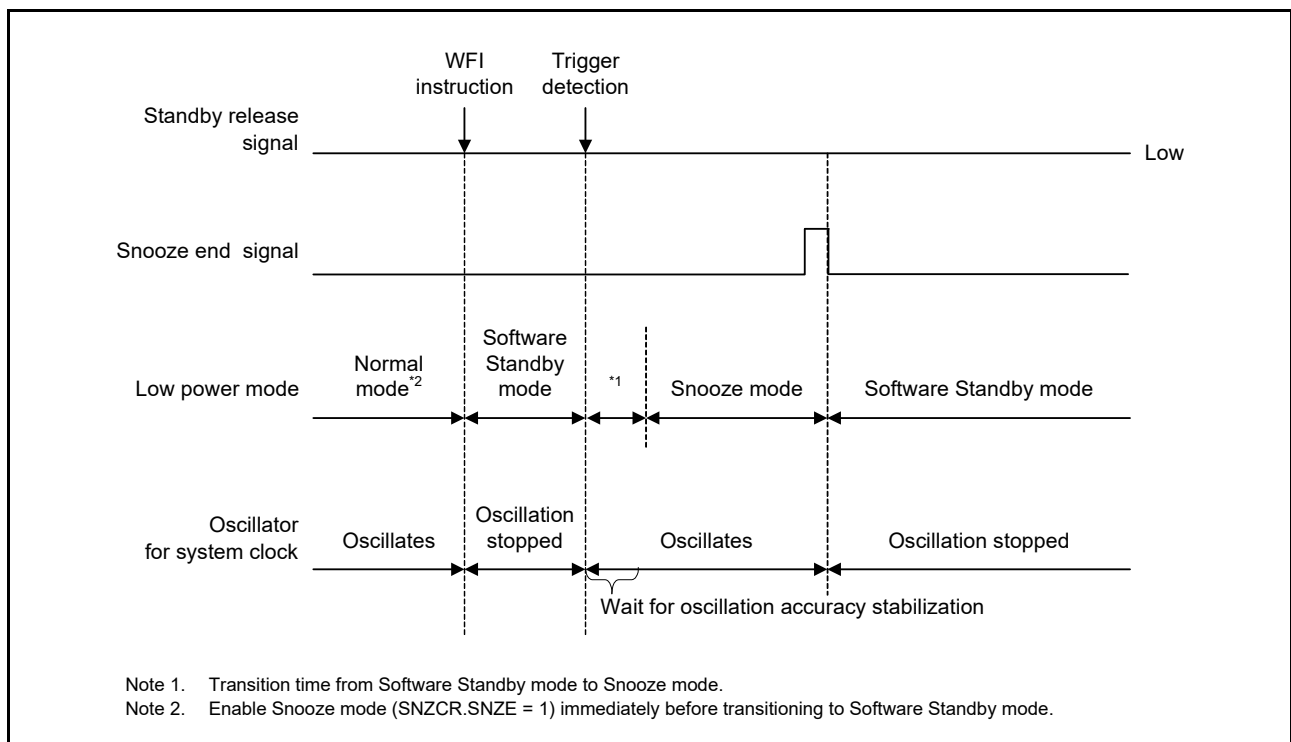 WFI
instruction
Trigger
detection
Standby release
signal
Low
Snooze end signal
Low power mode
Normal
mode*2
Software
Standby
mode
*1
Snooze mode
Software Standby mode
Oscillator
for system clock
Oscillates
Oscillation
stopped
Oscillates
Oscillation stopped
Wait for oscillation accuracy stabilization
Note 1. Transition time from Software Standby mode to Snooze mode.
Note 2. Enable Snooze mode (SNZCR.SNZE = 1) immediately before transitioning to Software Standby mode.